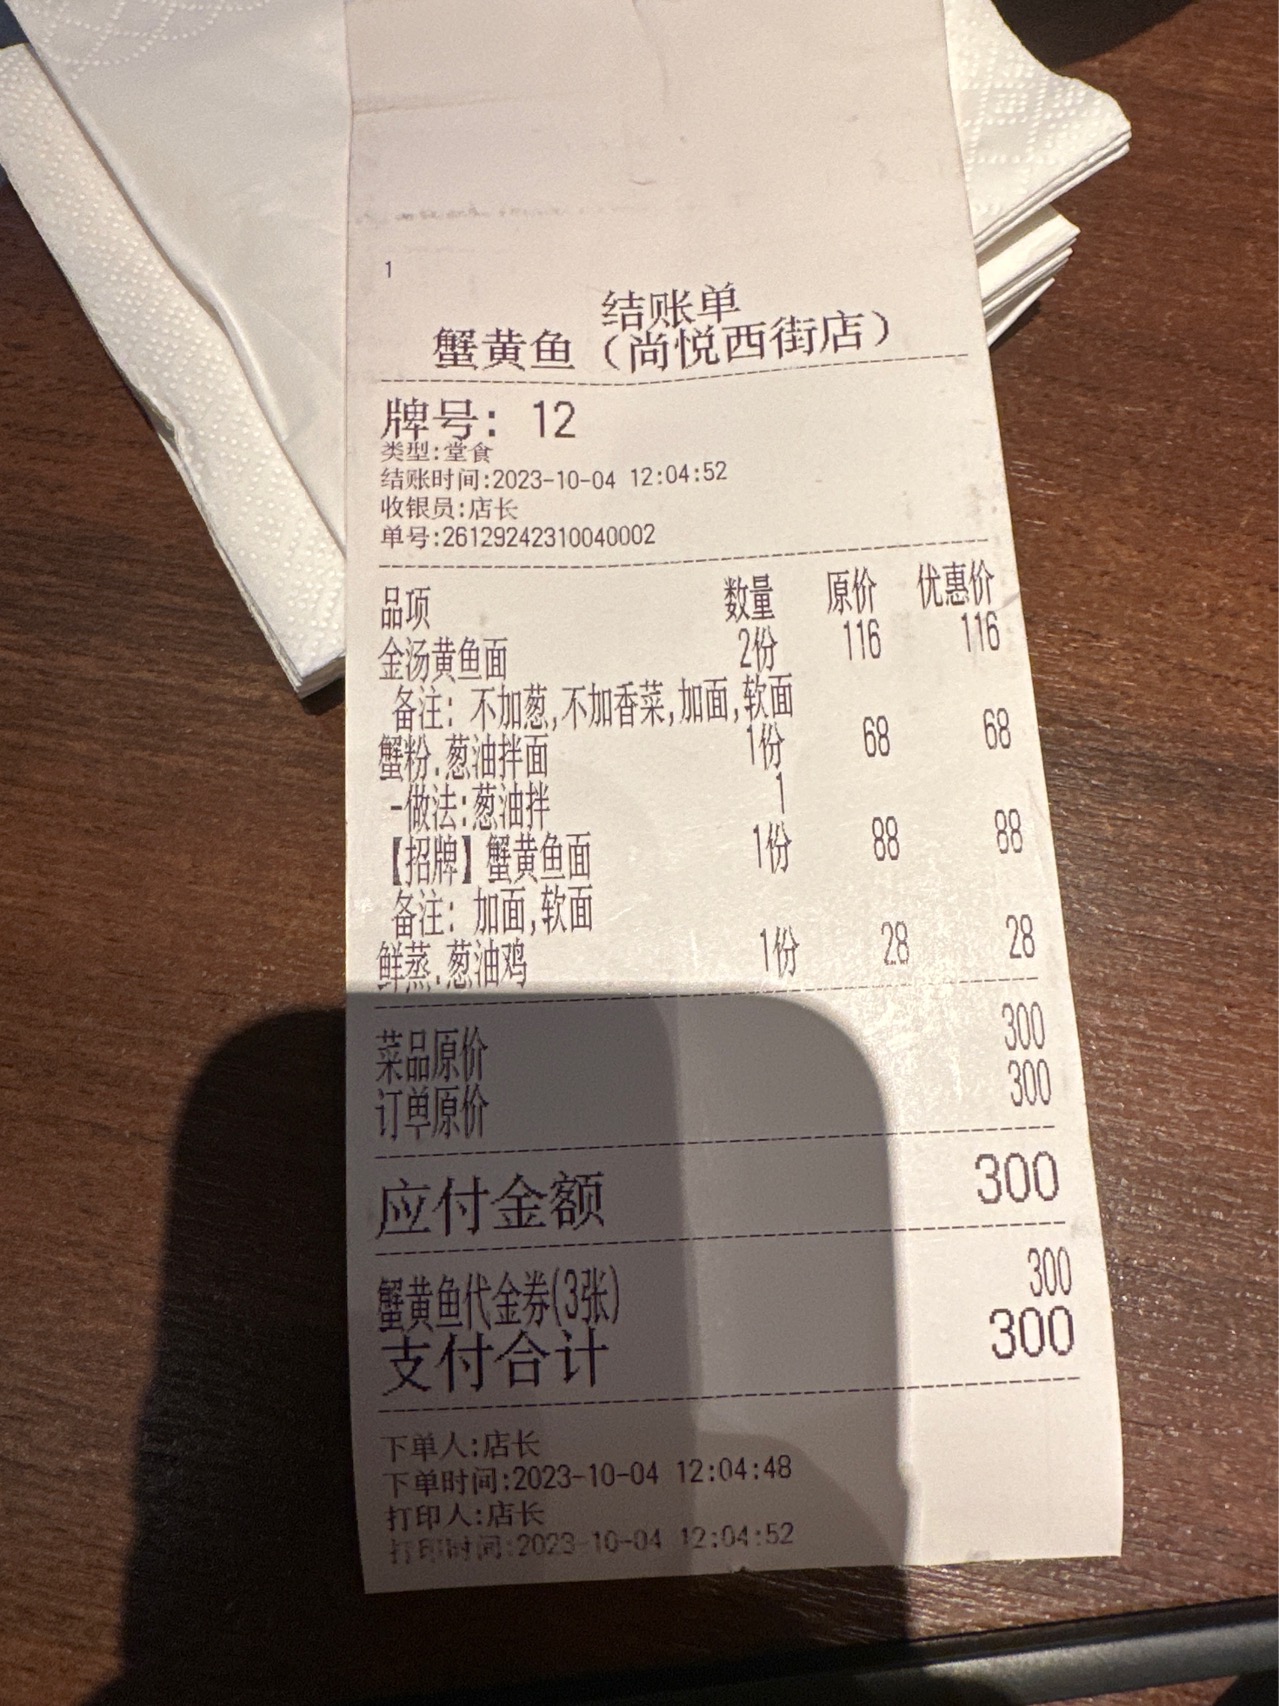 1
结账单
蟹黄鱼（尚悦西街店）
牌号: 12
类型:堂食
结账时间:2023-10-04 12:04:52
收银员:店长
单号:26129242310040002
品项 数量 原价 优惠价
金汤黄鱼面 2份 116 116
备注: 不加葱,不加香菜,加面,软面
蟹粉.葱油拌面 1份 68 68
-做法:葱油拌 1
【招牌】蟹黄鱼面 1份 88 88
备注: 加面,软面
鲜蒸.葱油鸡 1份 28 28
菜品原价 300
订单原价 300
应付金额 300
蟹黄鱼代金券(3张) 300
支付合计 300
下单人:店长
下单时间:2023-10-04 12:04:48
打印人:店长
打印时间:2023-10-04 12:04:52